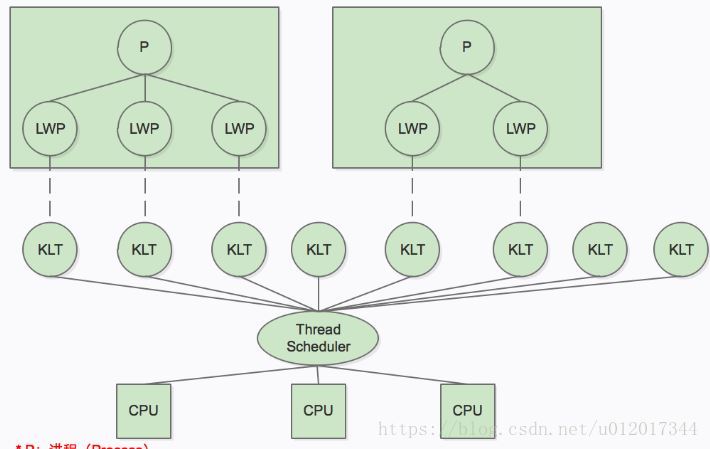 P
P
LWP
LWP
LWP
LWP
LWP
KLT
KLT
KLT
KLT
KLT
KLT
KLT
KLT
Thread
Scheduler
CPU
CPU
CPU
https://blog.csdn.net/u012017344
* P：进程（Process）